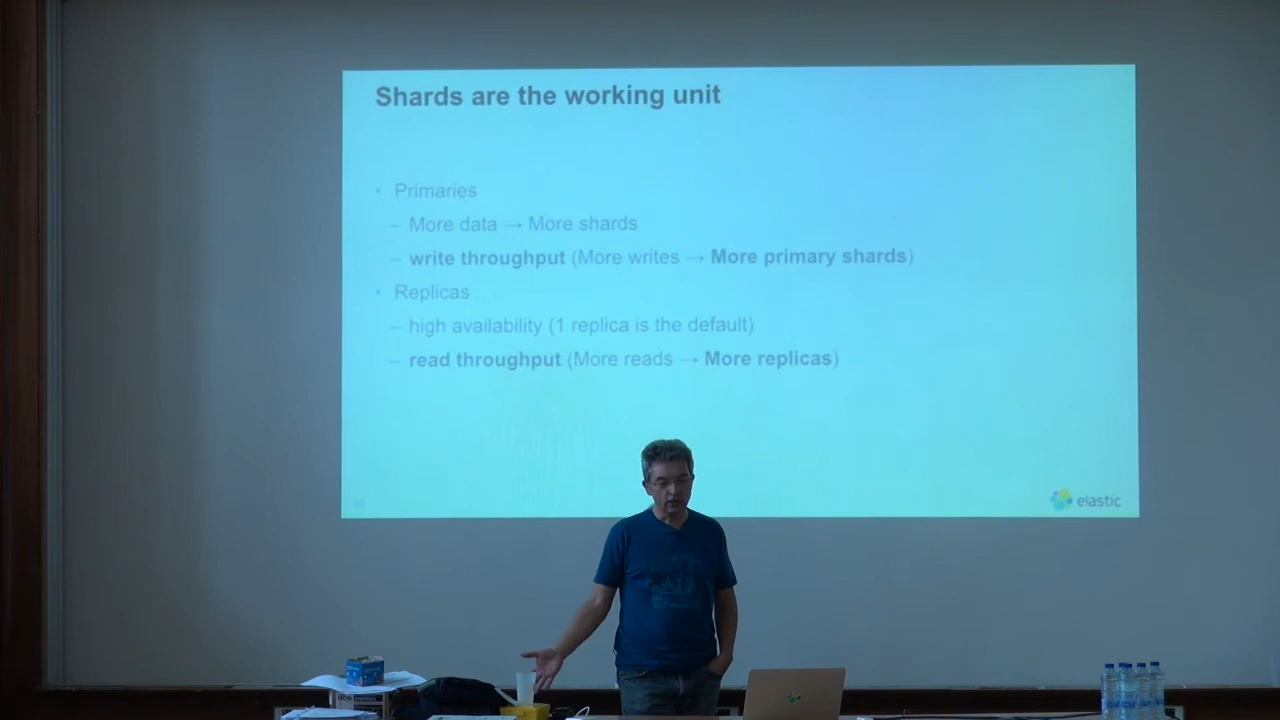 Shards are the working unit
• Primaries
– More data → More shards
– write throughput (More writes → More primary shards)
• Replicas
– high availability (1 replica is the default)
– read throughput (More reads → More replicas)
elastic